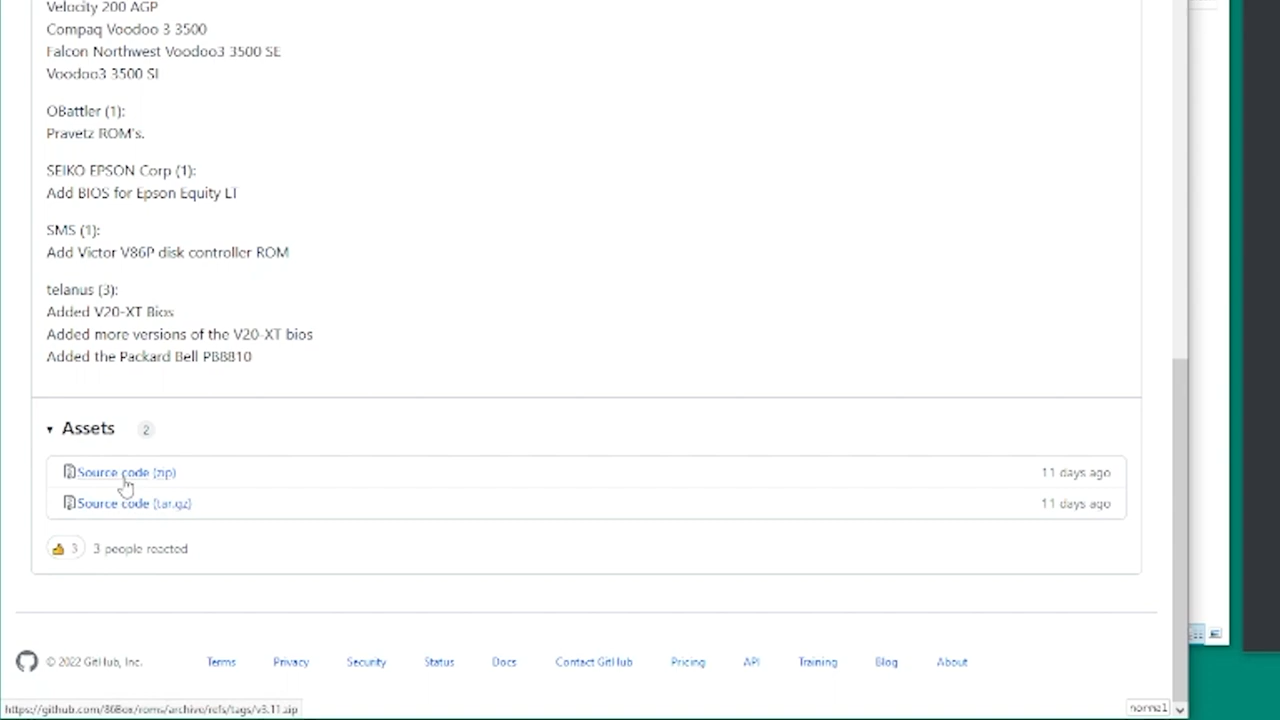 Velocity 200 AGP
Compaq Voodoo 3 3500
Falcon Northwest Voodoo3 3500 SE
Voodoo3 3500 SI
OBattler (1):
Pravetz ROM's.
SEIKO EPSON Corp (1):
Add BIOS for Epson Equity LT
SMS (1):
Add Victor V86P disk controller ROM
telanus (3):
Added V20-XT Bios
Added more versions of the V20-XT bios
Added the Packard Bell PB8810
Assets 2
Source code (zip) 11 days ago
Source code (tar.gz) 11 days ago
3 3 people reacted
© 2022 GitHub, Inc. Terms Privacy Security Status Docs Contact GitHub Pricing API Training Blog About
https://github.com/86Box/roms/archive/refs/tags/v3.11.zip normal